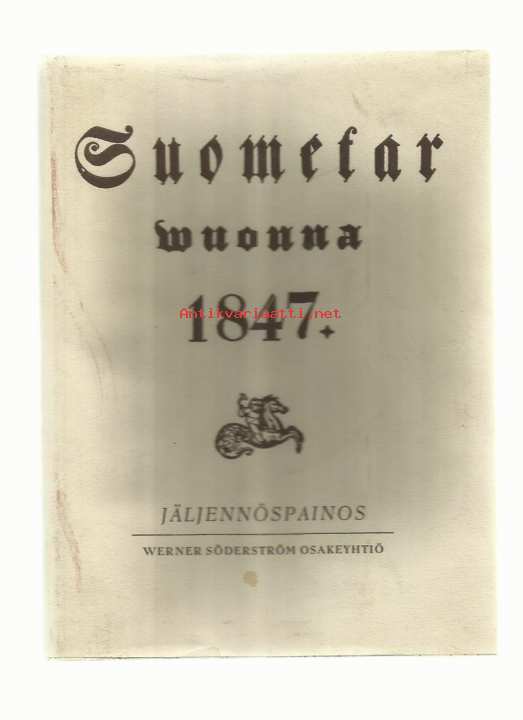 Suometar
wuonna
1847.
Antikvariaatti.net
JÄLJENNÖSPAINOS
WERNER SÖDERSTRÖM OSAKEYHTIÖ